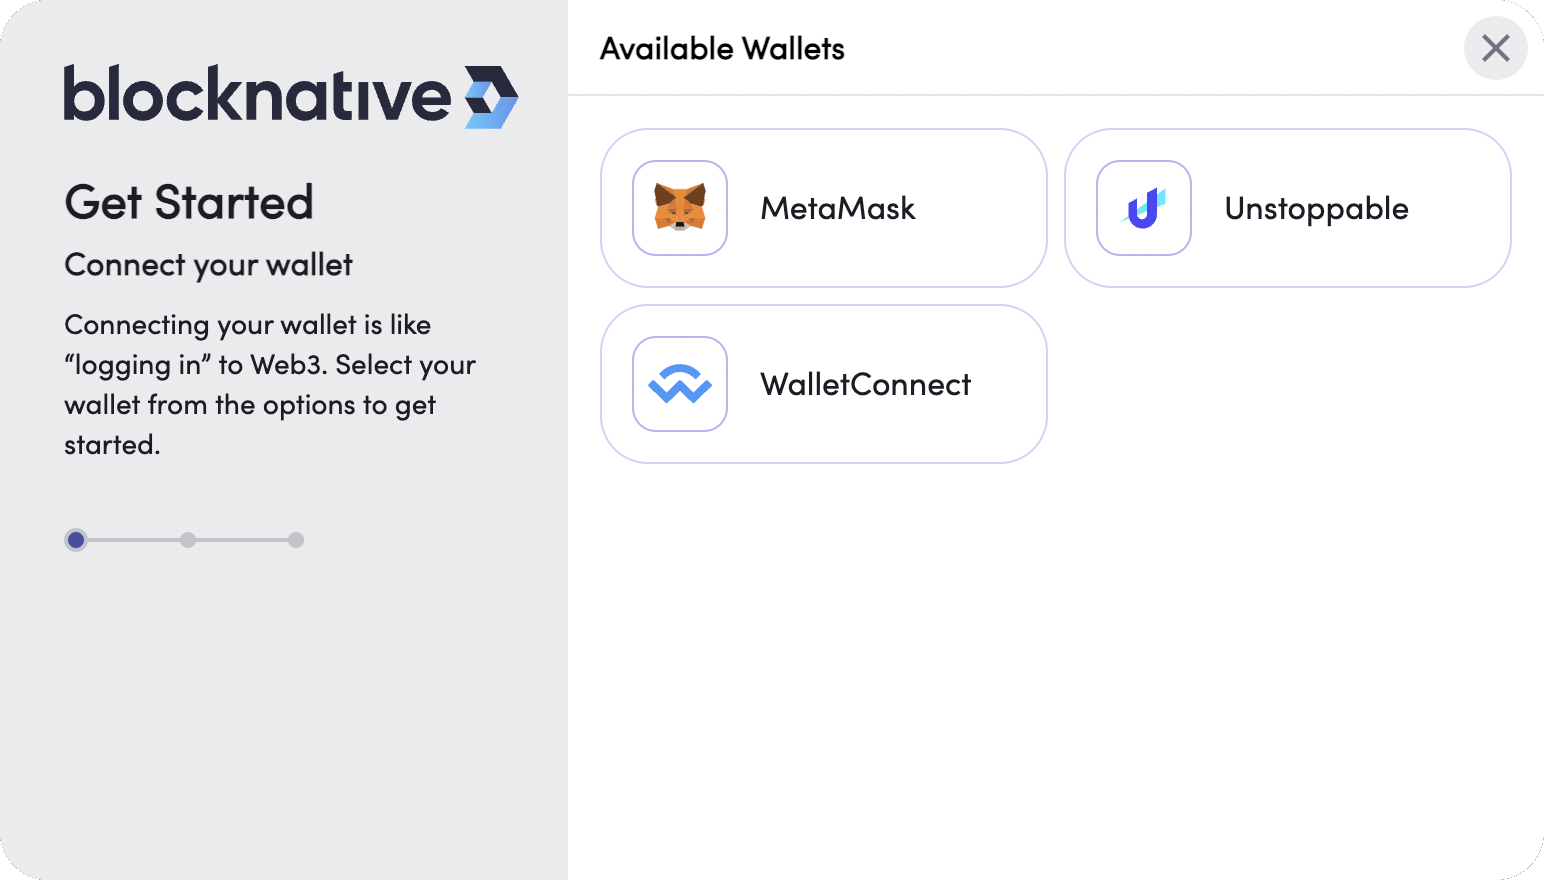 blocknative
Get Started
Connect your wallet
Connecting your wallet is like
“logging in” to Web3. Select your
wallet from the options to get
started.
Available Wallets
MetaMask
Unstoppable
WalletConnect